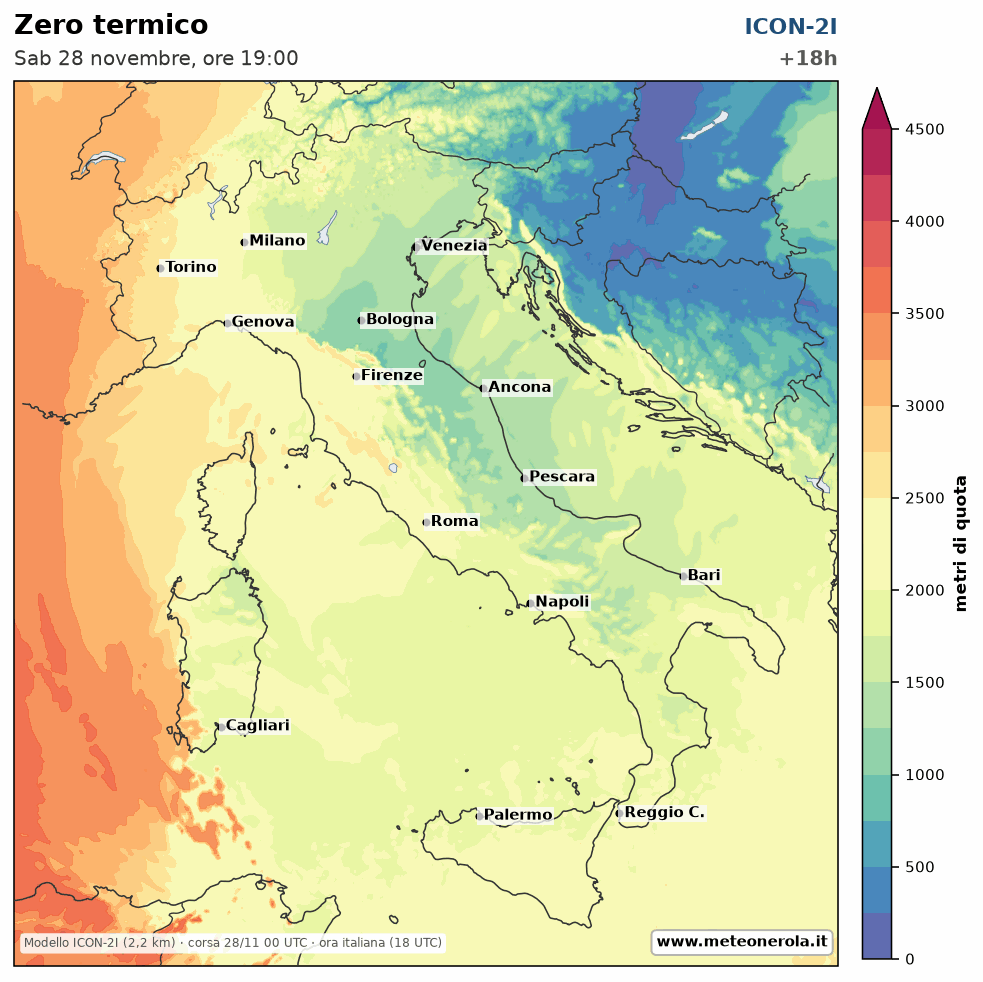 Zero termico
ICON-2I
Sab 28 novembre, ore 19:00
+18h
Milano
Venezia
Torino
Genova
Bologna
Firenze
Ancona
Pescara
Roma
Bari
Napoli
Cagliari
Palermo
Reggio C.
4500
4000
3500
3000
2500
2000
1500
1000
500
0
metri di quota
Modello ICON-2I (2,2 km) · corsa 28/11 00 UTC · ora italiana (18 UTC)
www.meteonerola.it